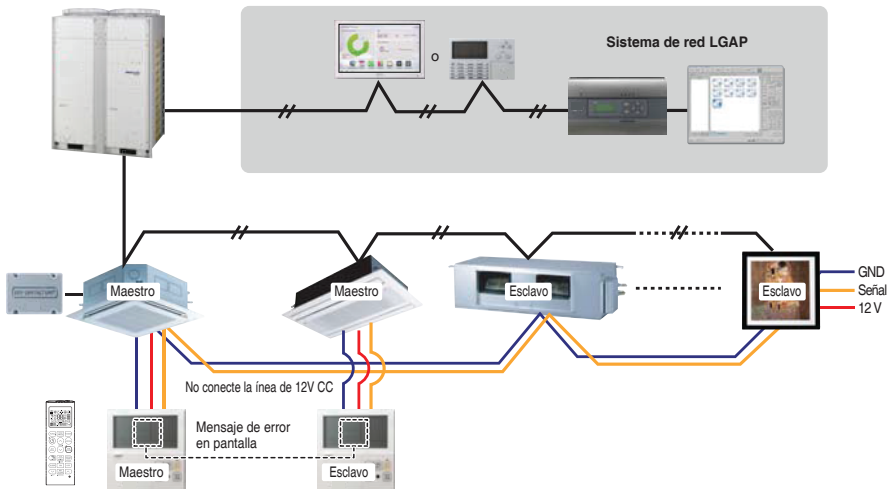 Sistema de red LGAP
o
Maestro
Maestro
Esclavo
Esclavo
GND
Señal
12 V
No conecte la ínea de 12V CC
Mensaje de error
en pantalla
Maestro
Esclavo